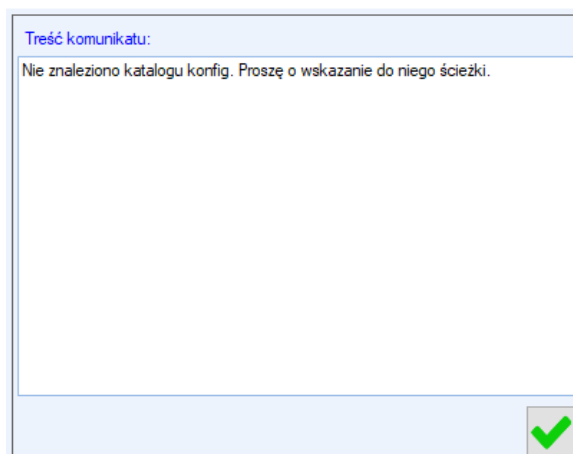 Treść komunikatu:
Nie znaleziono katalogu konfig. Proszę o wskazanie do niego ścieżki.